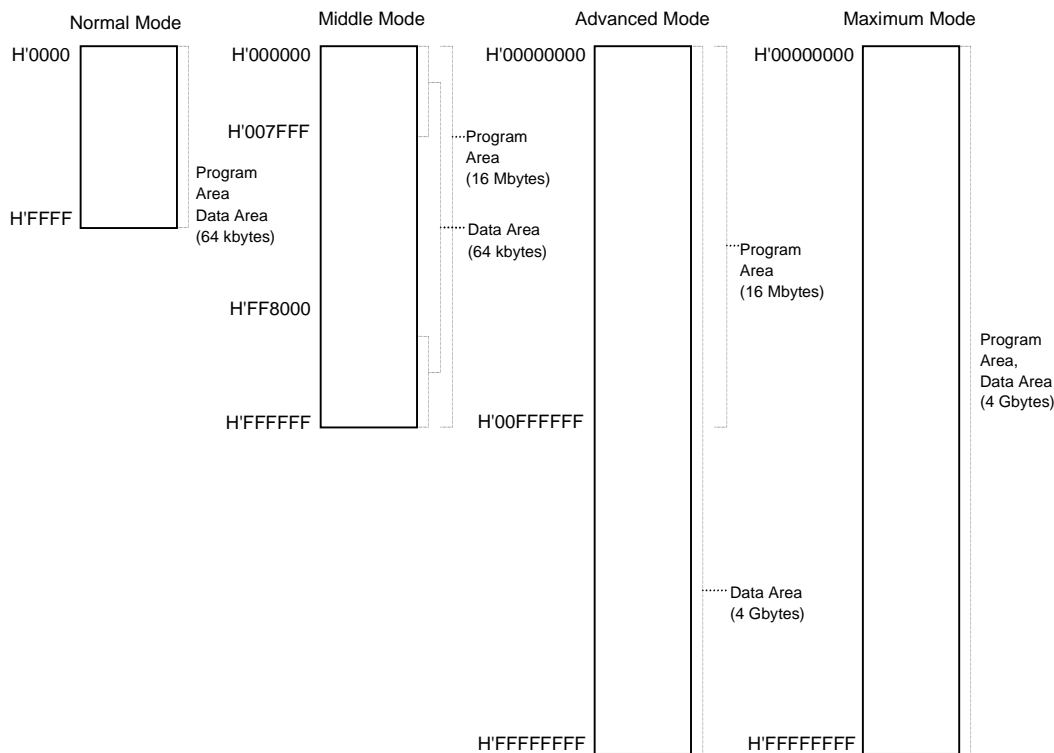 Normal Mode
H'0000
H'FFFF
Program
Area
Data Area
(64 kbytes)
Middle Mode
H'000000
H'007FFF
H'FF8000
H'FFFFFF
Program
Area
(16 Mbytes)
Data Area
(64 kbytes)
Advanced Mode
H'00000000
H'00FFFFFF
H'FFFFFFFF
Program
Area
(16 Mbytes)
Data Area
(4 Gbytes)
Maximum Mode
H'00000000
H'FFFFFFFF
Program
Area,
Data Area
(4 Gbytes)